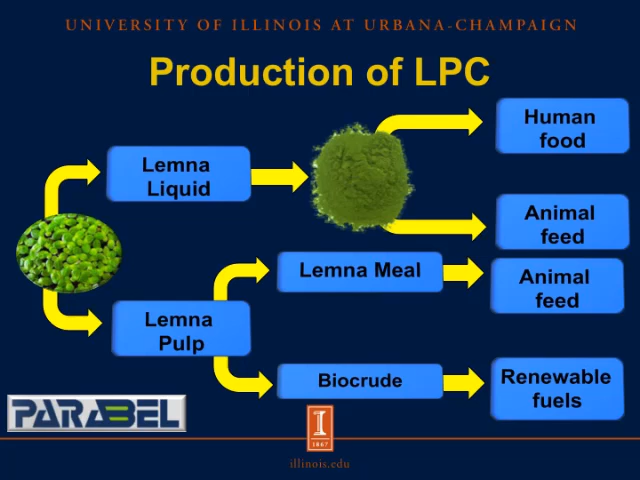 UNIVERSITY OF ILLINOIS AT URBANA-CHAMPAIGN
Production of LPC
Human
food
Lemna
Liquid
Animal
feed
Lemna Meal
Animal
feed
Lemna
Pulp
Biocrude
Renewable
fuels
PARABEL
I
1867
illinois.edu